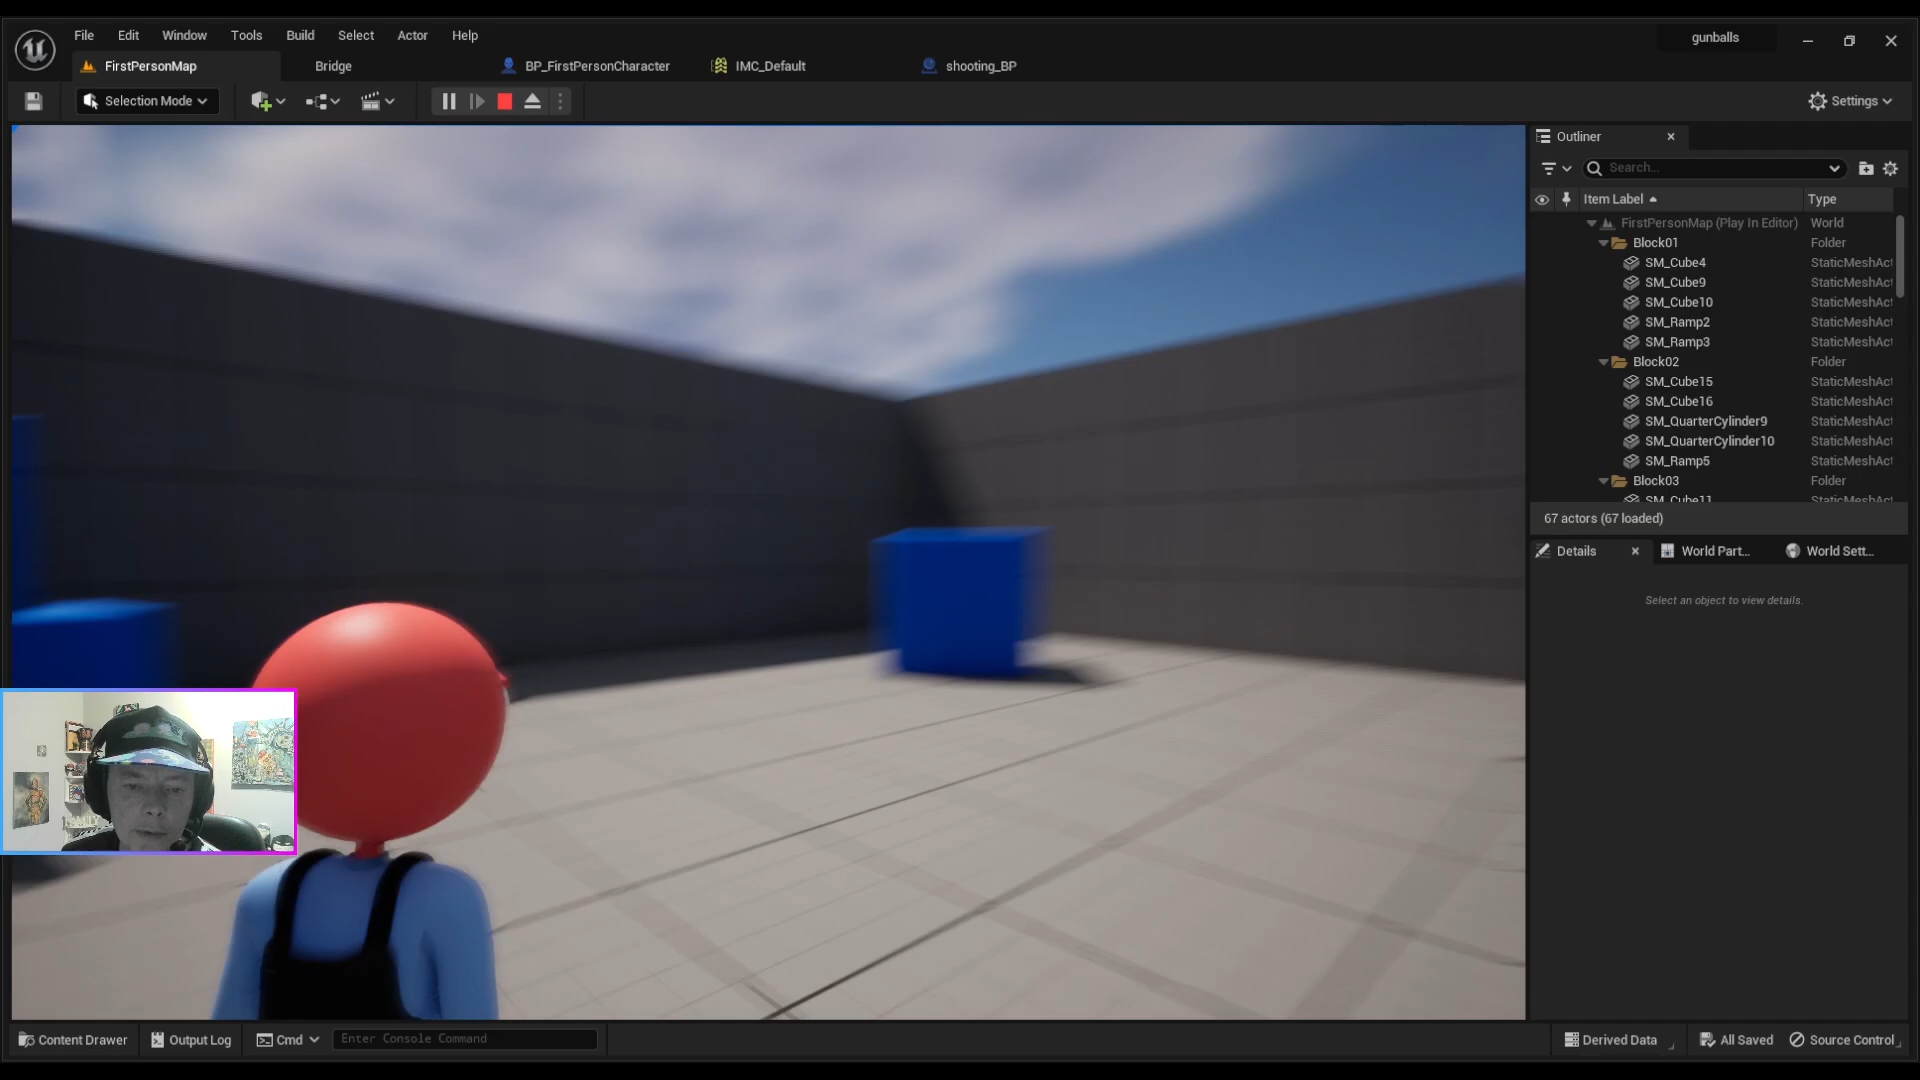 File Edit Window Tools Build Select Actor Help
gunballs
FirstPersonMap
Bridge
BP_FirstPersonCharacter
IMC_Default
shooting_BP
Selection Mode
Settings
Outliner
Search...
Item Label
Type
FirstPersonMap (Play In Editor) World
Block01 Folder
SM_Cube4 StaticMeshAct
SM_Cube9 StaticMeshAct
SM_Cube10 StaticMeshAct
SM_Ramp2 StaticMeshAct
SM_Ramp3 StaticMeshAct
Block02 Folder
SM_Cube15 StaticMeshAct
SM_Cube16 StaticMeshAct
SM_QuarterCylinder9 StaticMeshAct
SM_QuarterCylinder10 StaticMeshAct
SM_Ramp5 StaticMeshAct
Block03 Folder
SM_Cube11 StaticMeshAct
67 actors (67 loaded)
Details
World Part...
World Sett...
Select an object to view details.
Content Drawer
Output Log
Cmd
Enter Console Command
Derived Data
All Saved
Source Control